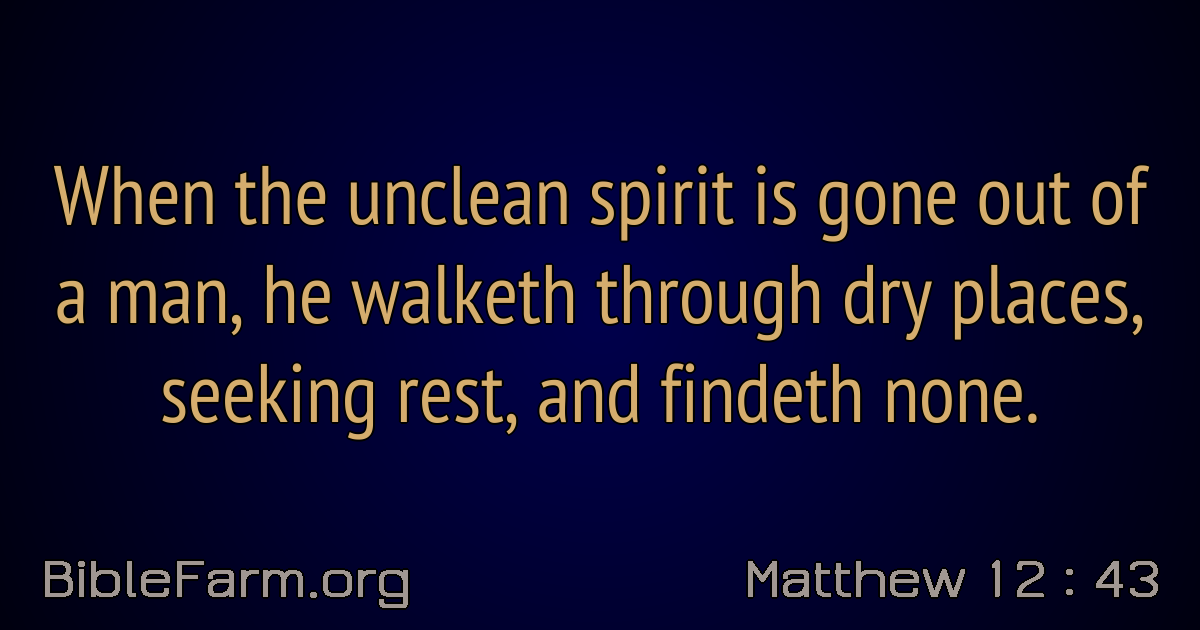 When the unclean spirit is gone out of
a man, he walketh through dry places,
seeking rest, and findeth none.
BibleFarm.org
Matthew 12 : 43